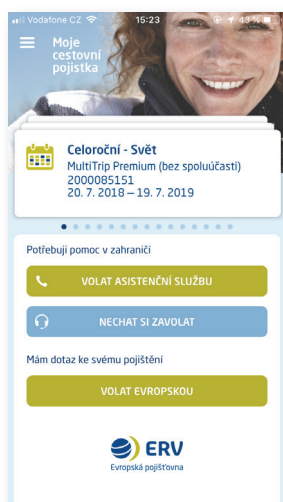 Vodafone CZ 15:23 43 %
Moje
cestovní
pojistka
Celoroční - Svět
MultiTrip Premium (bez spoluúčasti)
2000085151
20. 7. 2018 – 19. 7. 2019
Potřebuji pomoc v zahraničí
VOLAT ASISTENČNÍ SLUŽBU
NECHAT SI ZAVOLAT
Mám dotaz ke svému pojištění
VOLAT EVROPSKOU
ERV
Evropská pojišťovna